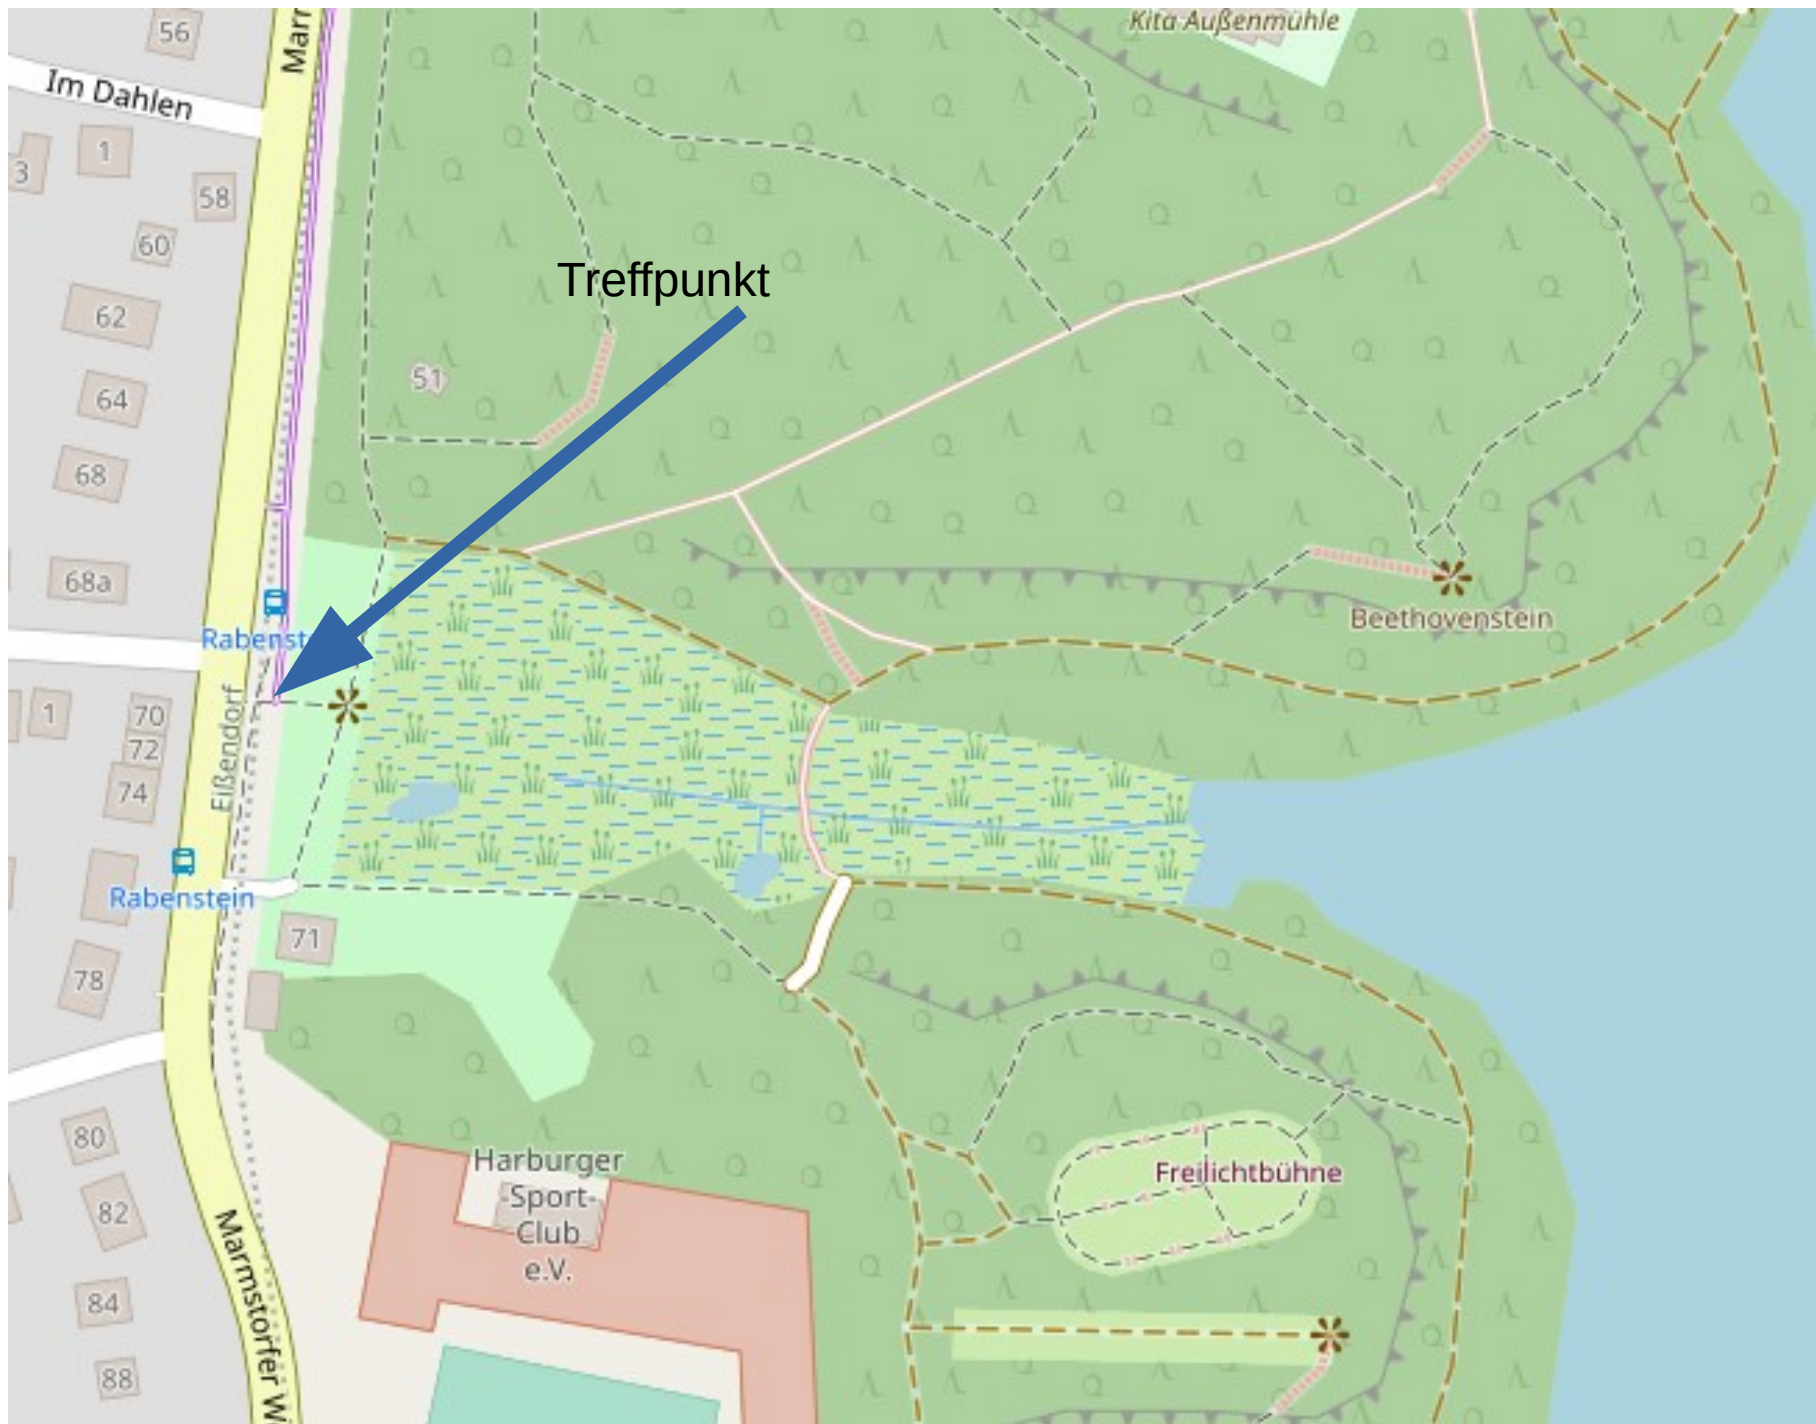 56
Marr
Im Dahlen
Kita Außenmühle
1
3
58
60
62
Treffpunkt
64
51
68
68a
Rabenst
Beethovenstein
1
70
72
74
Eißendorf
Rabenstein
71
78
80
Harburger
-Sport-
Club
e.V.
Freilichtbühne
82
84
Marmstorfer W
88